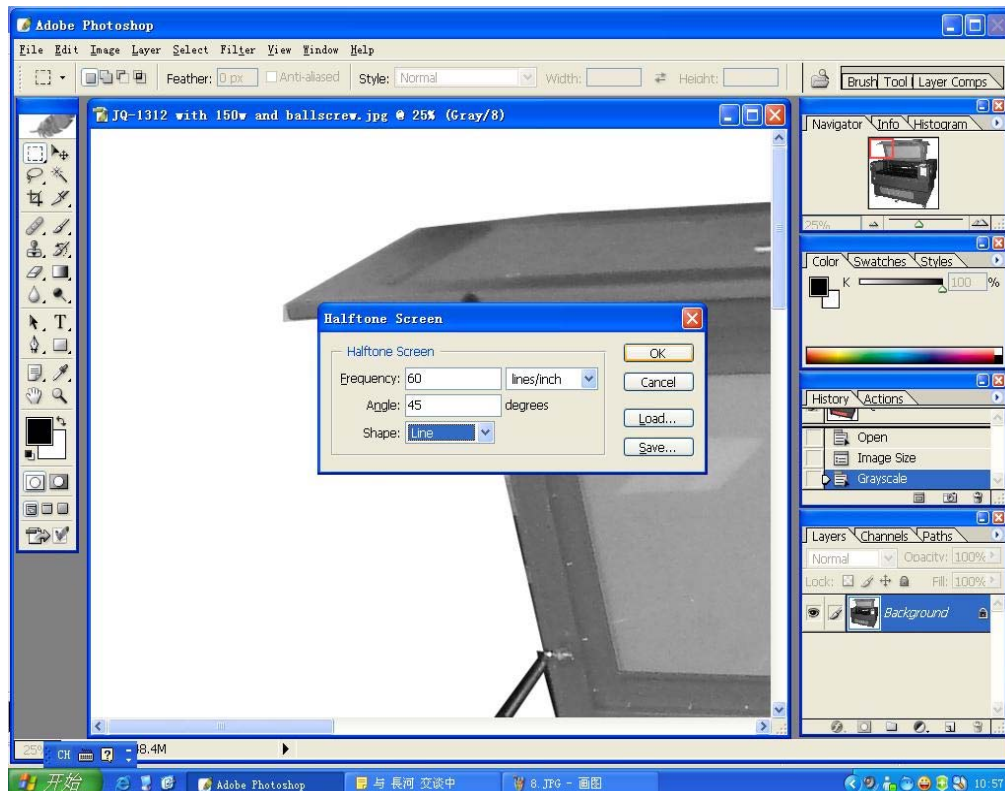 Adobe Photoshop
File Edit Image Layer Select Filter View Window Help
Feather: 0 px Anti-aliased Style: Normal Width: Height: Brush Tool Layer Comps
JQ-1312 with 150w and ballscrew.jpg @ 25% (Gray/8)
Navigator Info Histogram
25%
Color Swatches Styles
K 100 %
Halftone Screen
Halftone Screen
Frequency: 60 lines/inch
Angle: 45 degrees
Shape: Line
OK
Cancel
Load...
Save...
History Actions
Open
Image Size
Grayscale
Layers Channels Paths
Normal Opacity: 100%
Lock: Fill: 100%
Background
25% CH 8.4M
开始 Adobe Photoshop 与 長河 交谈中 8.JPG - 画图 10:57